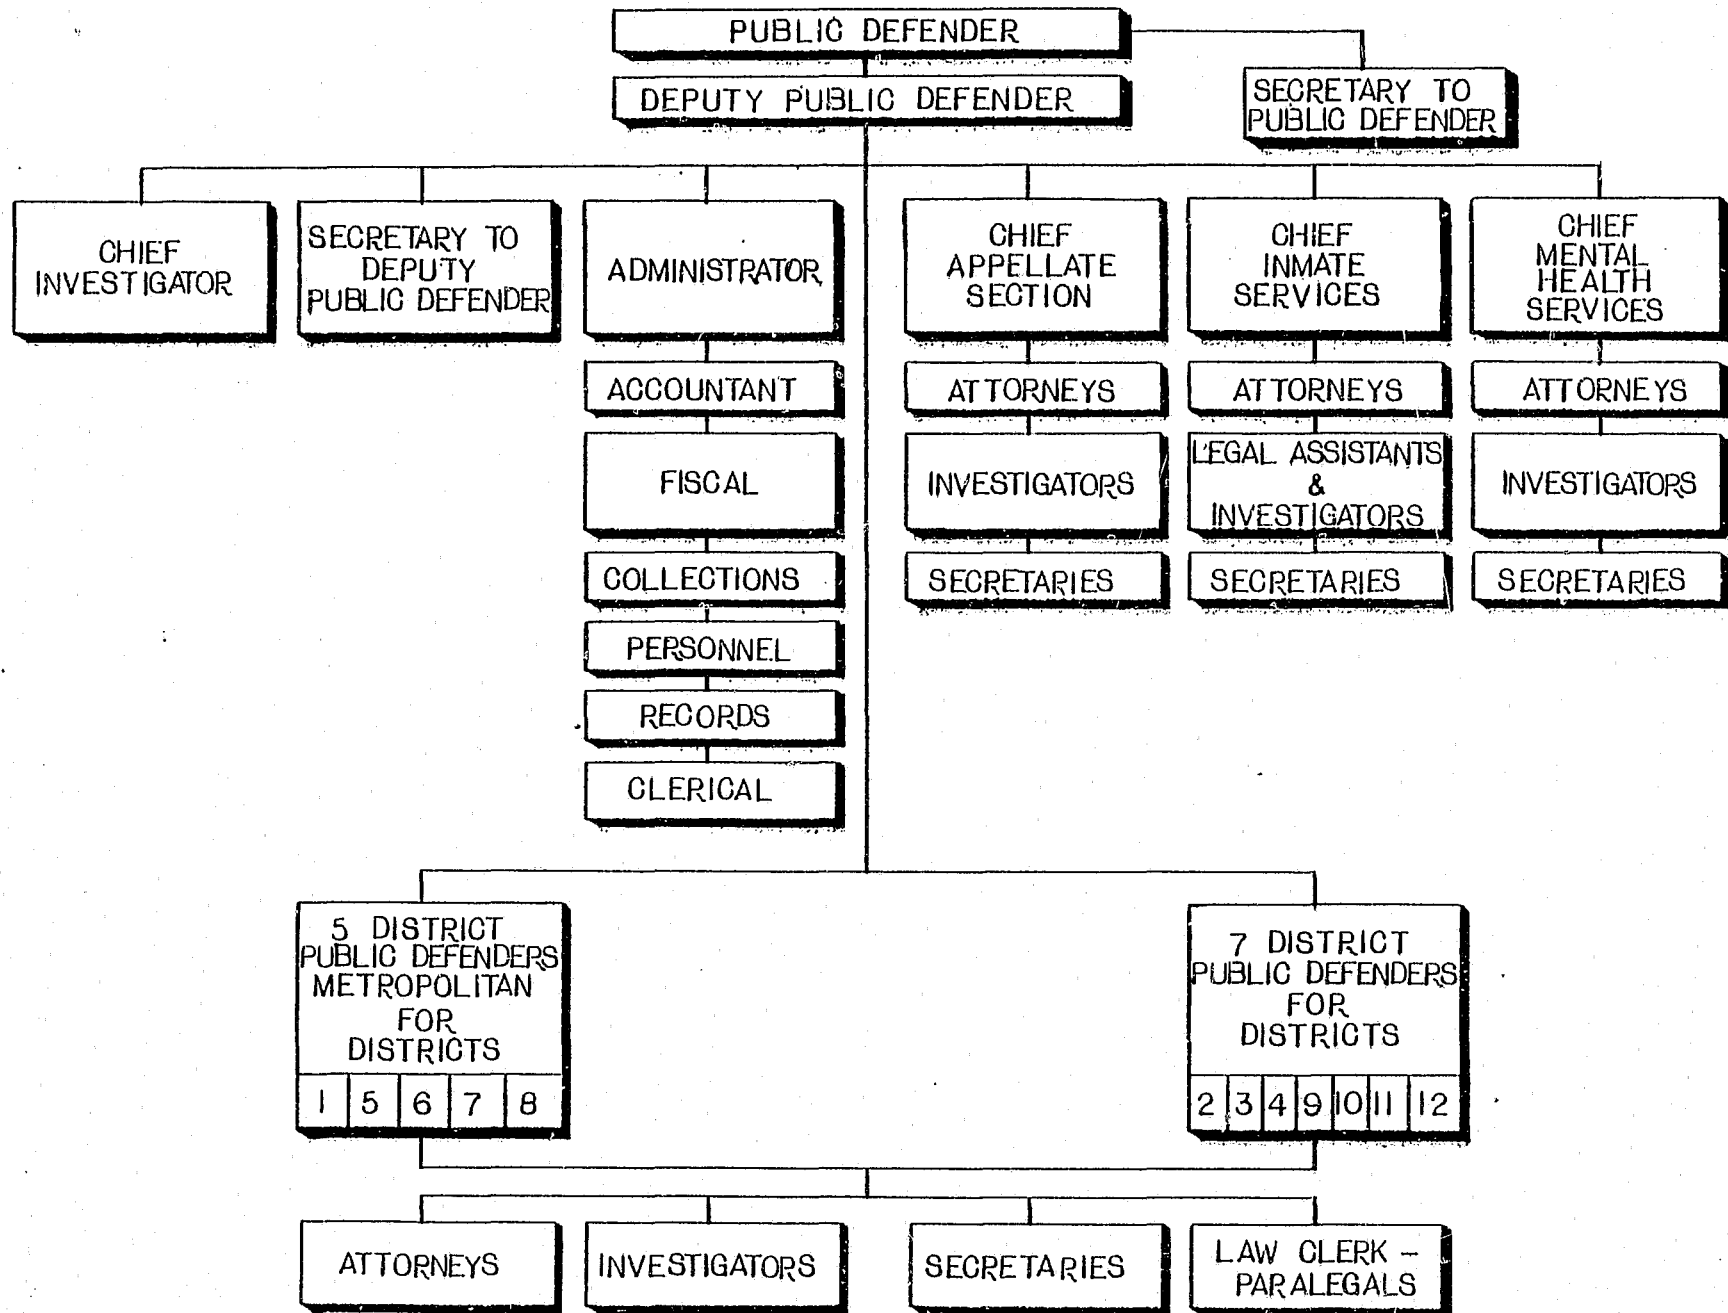 PUBLIC DEFENDER
DEPUTY PUBLIC DEFENDER
SECRETARY TO
PUBLIC DEFENDER
CHIEF
INVESTIGATOR
SECRETARY TO
DEPUTY
PUBLIC DEFENDER
ADMINISTRATOR
CHIEF
APPELLATE
SECTION
CHIEF
INMATE
SERVICES
CHIEF
MENTAL
HEALTH
SERVICES
ACCOUNTANT
FISCAL
COLLECTIONS
PERSONNEL
RECORDS
CLERICAL
ATTORNEYS
INVESTIGATORS
SECRETARIES
ATTORNEYS
LEGAL ASSISTANTS
&
INVESTIGATORS
SECRETARIES
ATTORNEYS
INVESTIGATORS
SECRETARIES
5 DISTRICT
PUBLIC DEFENDERS
METROPOLITAN
FOR
DISTRICTS
1 5 6 7 8
7 DISTRICT
PUBLIC DEFENDERS
FOR
DISTRICTS
2 3 4 9 10 11 12
ATTORNEYS
INVESTIGATORS
SECRETARIES
LAW CLERK –
PARALEGALS